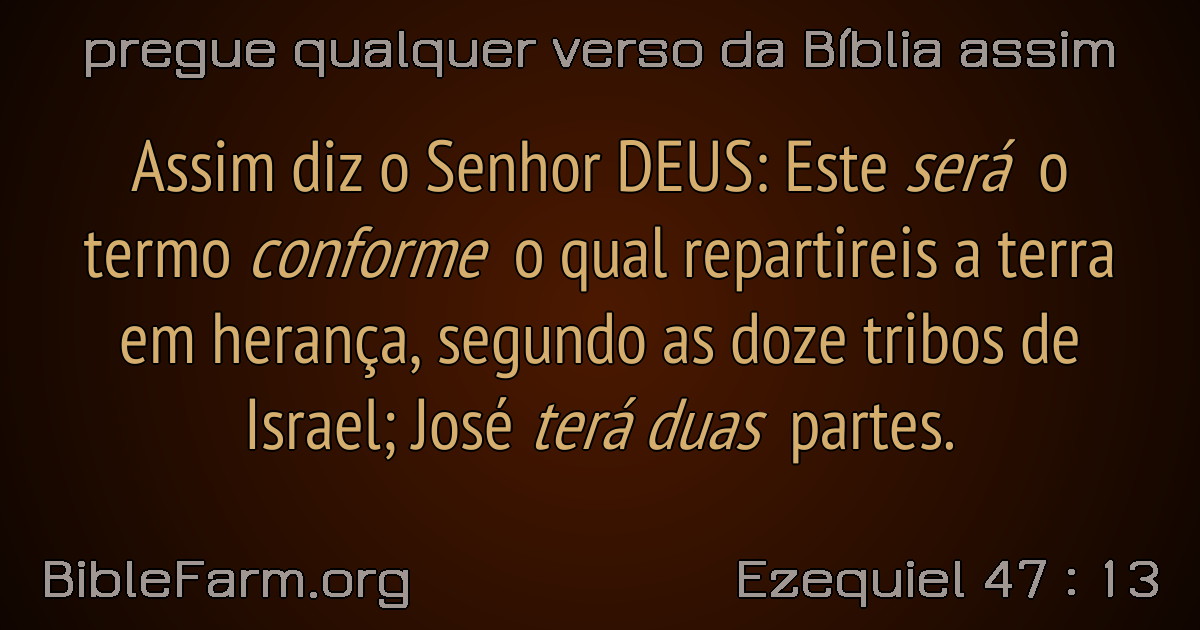 pregue qualquer verso da Bíblia assim
Assim diz o Senhor DEUS: Este será o
termo conforme o qual repartireis a terra
em herança, segundo as doze tribos de
Israel; José terá duas partes.
BibleFarm.org
Ezequiel 47 : 13